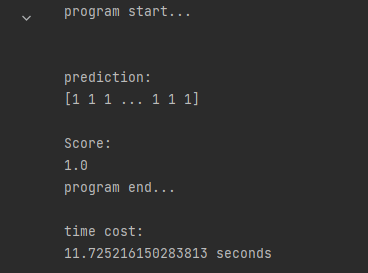 program start...
prediction:
[1 1 1 ... 1 1 1]
Score:
1.0
program end...
time cost:
11.725216150283813 seconds